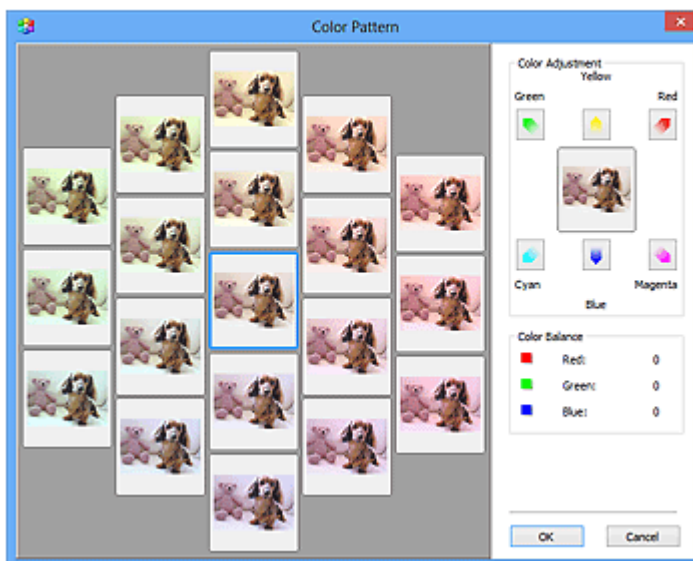 Color Pattern
Color Adjustment
Yellow
Green Red
Cyan Magenta
Blue
Color Balance
Red: 0
Green: 0
Blue: 0
OK Cancel